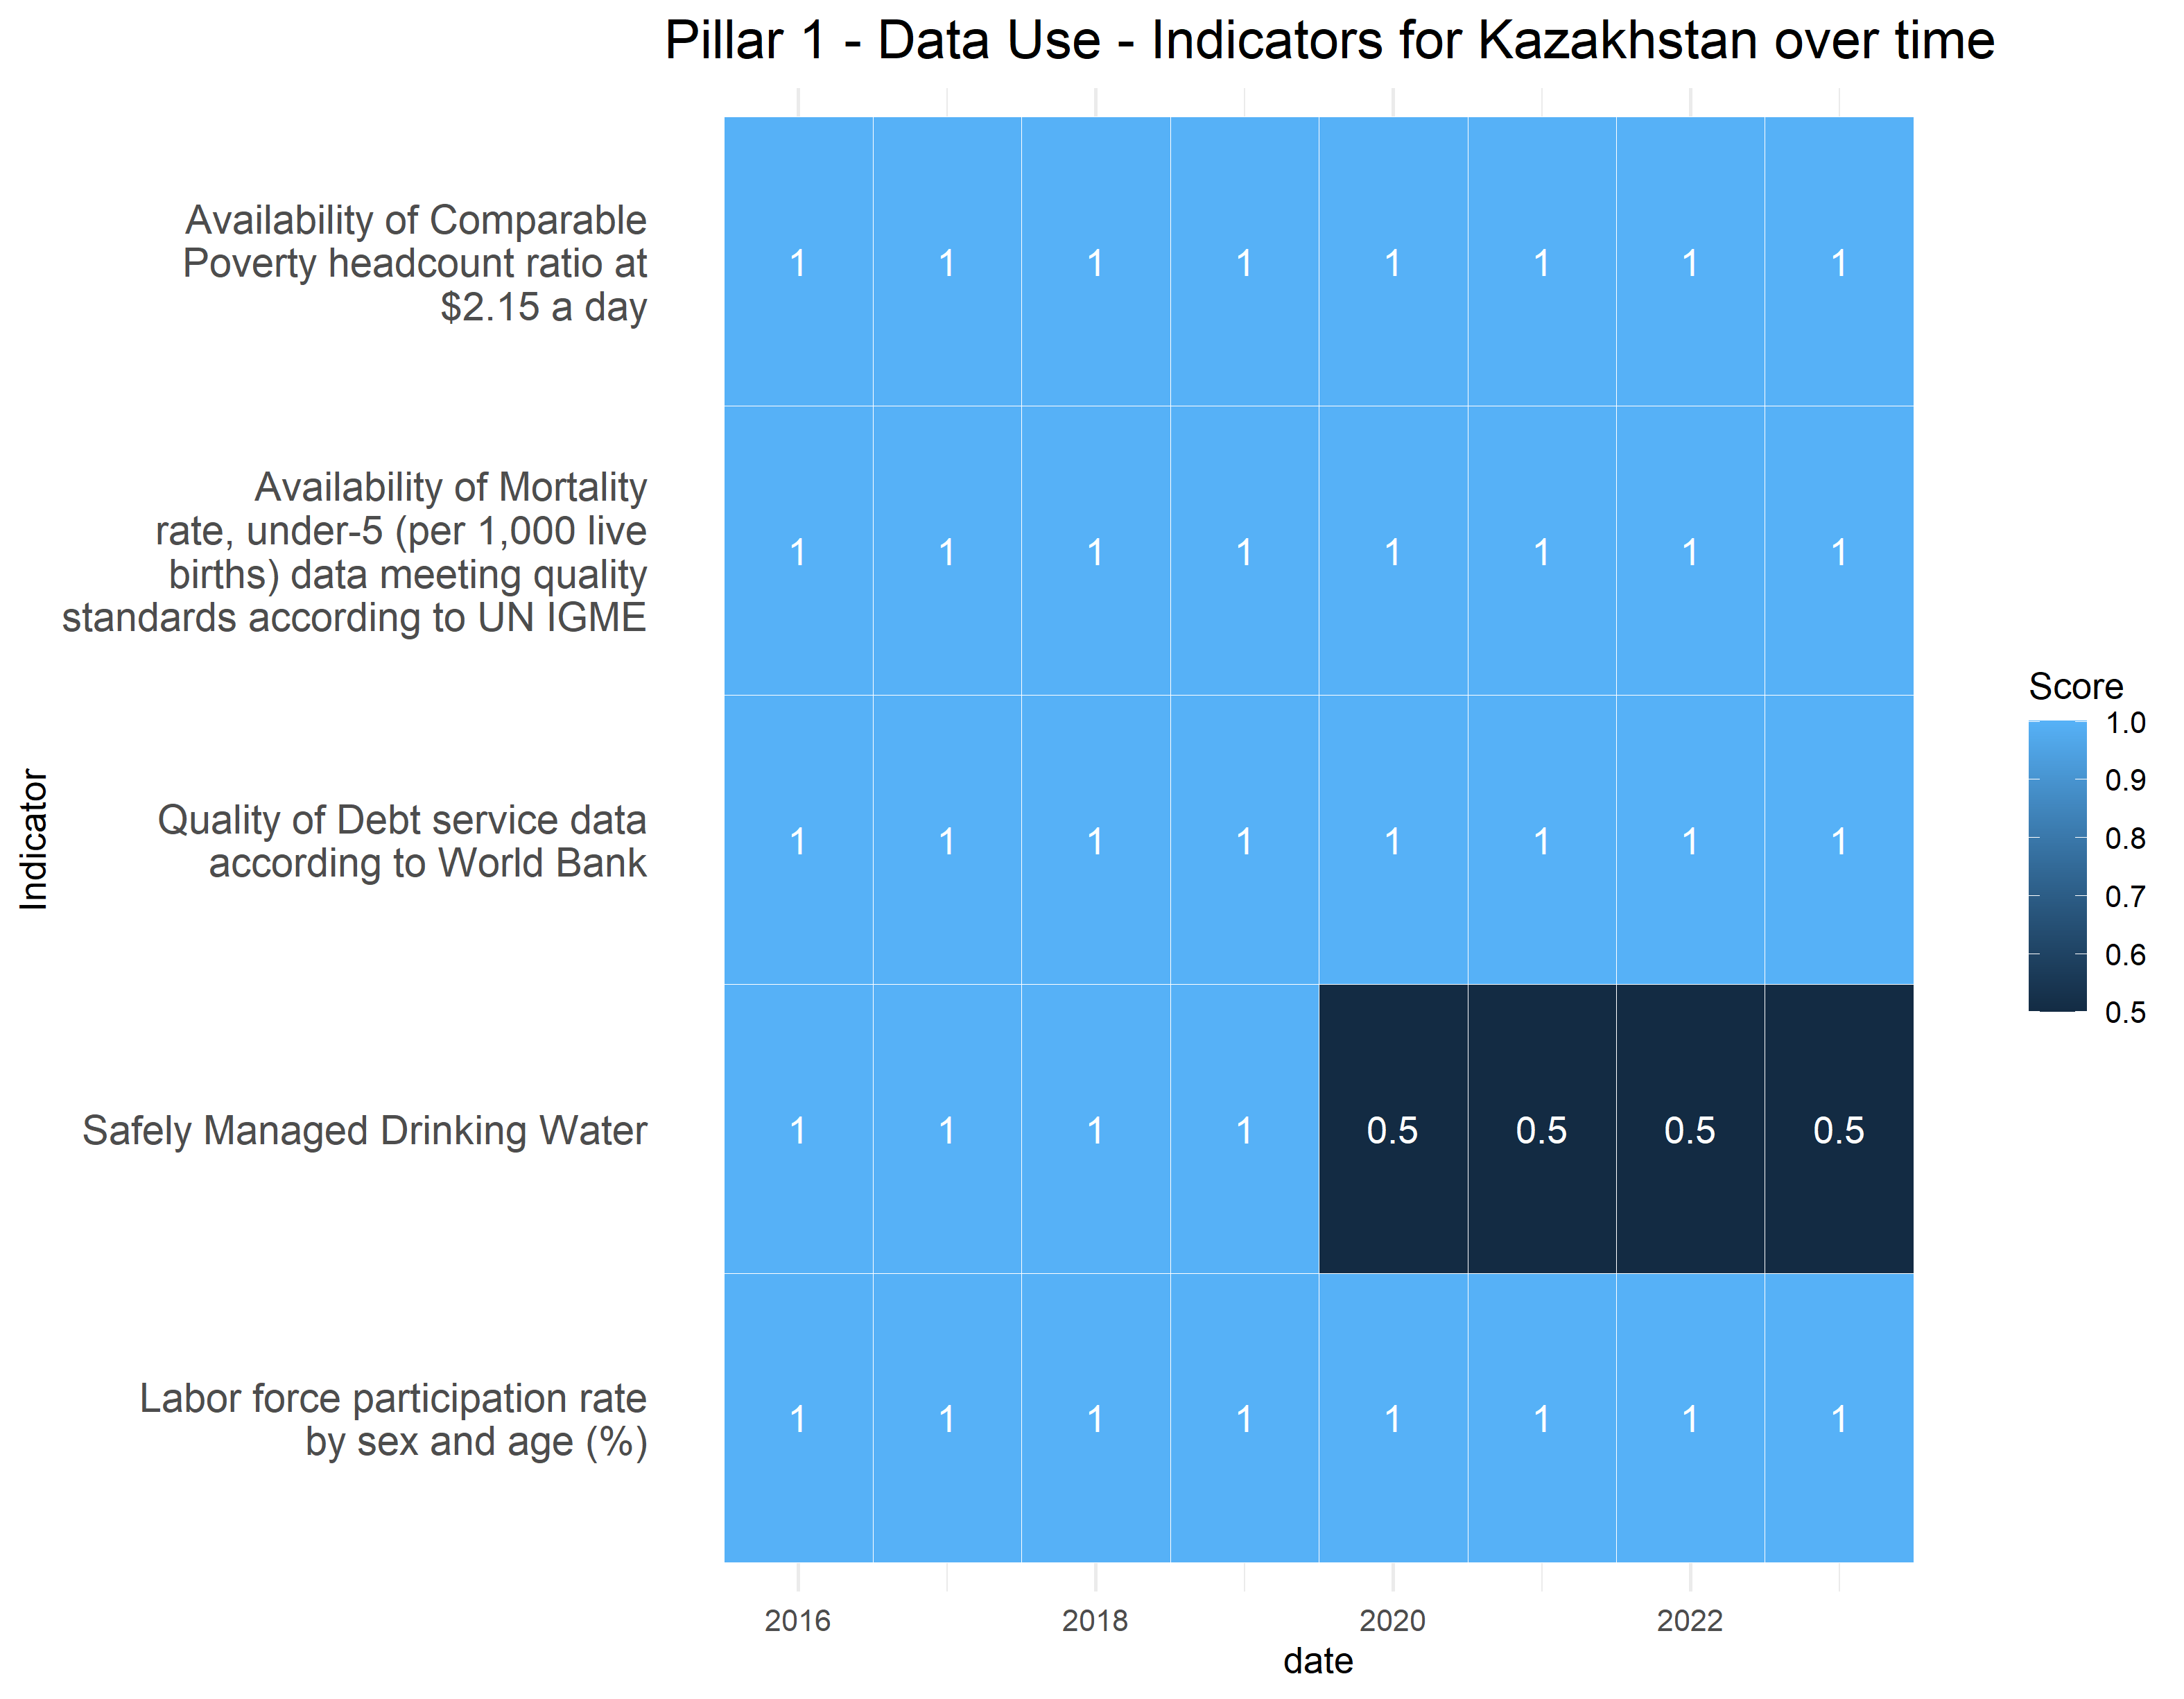 Pillar 1 - Data Use - Indicators for Kazakhstan over time
Indicator
Availability of Comparable
Poverty headcount ratio at
$2.15 a day
1 1 1 1 1 1 1 1
Availability of Mortality
rate, under-5 (per 1,000 live
births) data meeting quality
standards according to UN IGME
1 1 1 1 1 1 1 1
Quality of Debt service data
according to World Bank
1 1 1 1 1 1 1 1
Safely Managed Drinking Water
1 1 1 1 0.5 0.5 0.5 0.5
Labor force participation rate
by sex and age (%)
1 1 1 1 1 1 1 1
2016 2018 2020 2022
date
Score
1.0
0.9
0.8
0.7
0.6
0.5